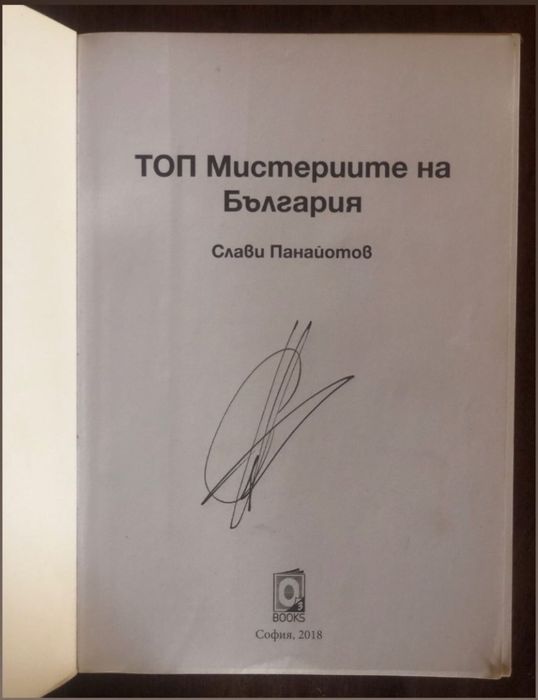 ТОП Мистериите на
България
Слави Панайотов
BOOKS
София, 2018